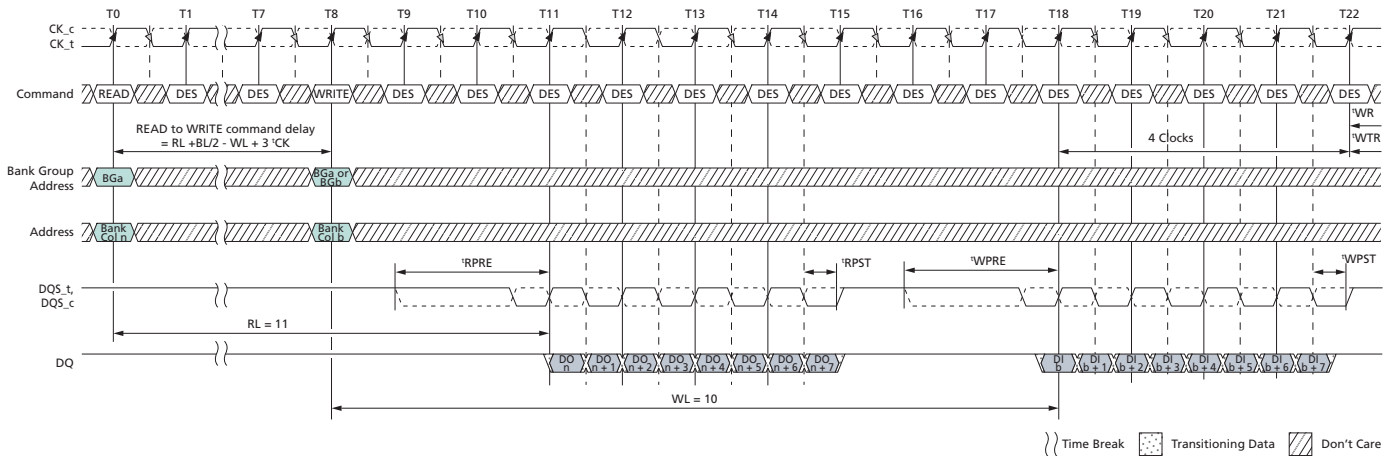 T0 T1 T7 T8 T9 T10 T11 T12 T13 T14 T15 T16 T17 T18 T19 T20 T21 T22
CK_c
CK_t
Command READ DES DES WRITE DES DES DES DES DES DES DES DES DES DES DES DES DES DES
READ to WRITE command delay
= RL +BL/2 - WL + 3 tCK
tWR
4 Clocks
tWTR
Bank Group
Address
BGa
BGa or
BGb
Address
Bank
Col n
Bank
Col b
tRPRE
tRPST
tWPRE
tWPST
DQS_t,
DQS_c
RL = 11
DQ
DO
n
DO
n + 1
DO
n + 2
DO
n + 3
DO
n + 4
DO
n + 5
DO
n + 6
DO
n + 7
DI
b
DI
b + 1
DI
b + 2
DI
b + 3
DI
b + 4
DI
b + 5
DI
b + 6
DI
b + 7
WL = 10
Time Break Transitioning Data Don't Care